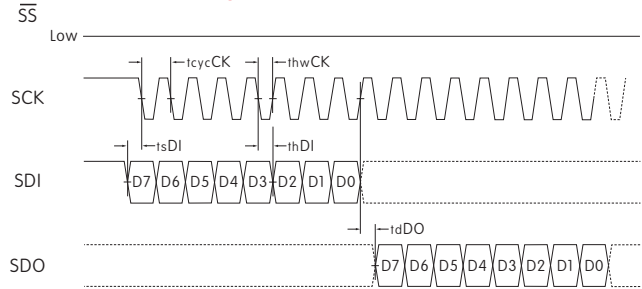 SS
Low
tcycCK thwCK
SCK
tsDI thDI
SDI D7 D6 D5 D4 D3 D2 D1 D0
tdDO
SDO D7 D6 D5 D4 D3 D2 D1 D0